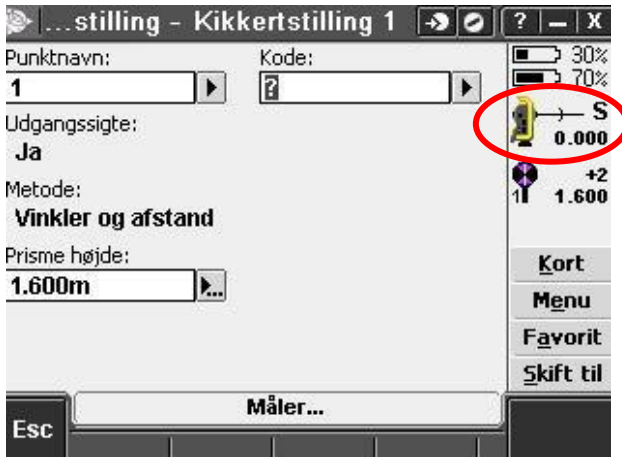 ...stilling - Kikkertstilling 1 ? - X
Punktnavn: Kode:
1 ?
Udgangssigte:
Ja
Metode:
Vinkler og afstand
Prisme højde:
1.600m
30%
70%
S
0.000
+2
1 1.600
Kort
Menu
Favorit
Skift til
Måler...
Esc